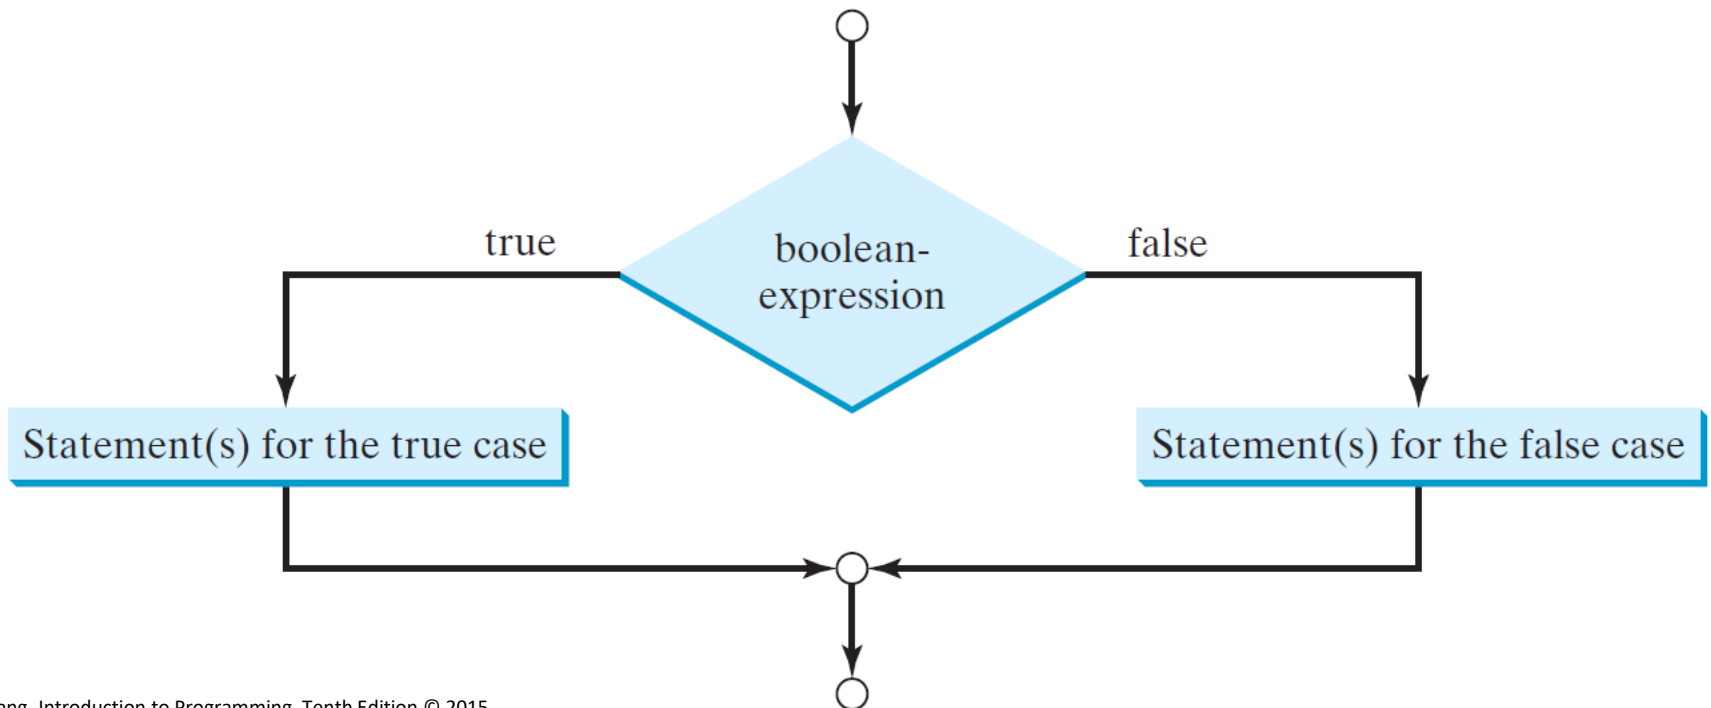 true
boolean-
expression
false
Statement(s) for the true case
Statement(s) for the false case
Introduction to Programming, Tenth Edition © 2015